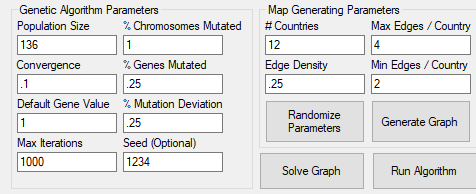 Genetic Algorithm Parameters
Population Size % Chromosomes Mutated
136 1
Convergence % Genes Mutated
.1 .25
Default Gene Value % Mutation Deviation
1 .25
Max Iterations Seed (Optional)
1000 1234
Map Generating Parameters
# Countries Max Edges / Country
12 4
Edge Density Min Edges / Country
.25 2
Randomize
Parameters
Generate Graph
Solve Graph Run Algorithm